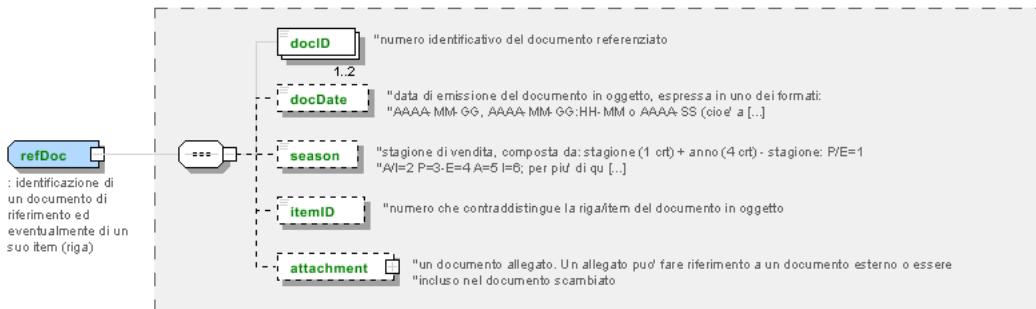 docID
"numero identificativo del documento referenziato
1..2
docDate
"data di emissione del documento in oggetto, espressa in uno dei formati:
"AAAA-MM-GG, AAAA-MM-GG:HH-MM o AAAA-SS (cioe' a [...]
refDoc
: identificazione di
un documento di
riferimento ed
eventualmente di un
suo item (riga)
season
"stagione di vendita, composta da: stagione (1 crt) + anno (4 crt) - stagione: P/E=1
"A/I=2 P=3-E=4 A=5 I=6; per piu' di qu [...]
itemID
"numero che contraddistingue la riga/item del documento in oggetto
attachment
"un documento allegato. Un allegato puo' fare riferimento a un documento esterno o essere
"incluso nel documento scambiato